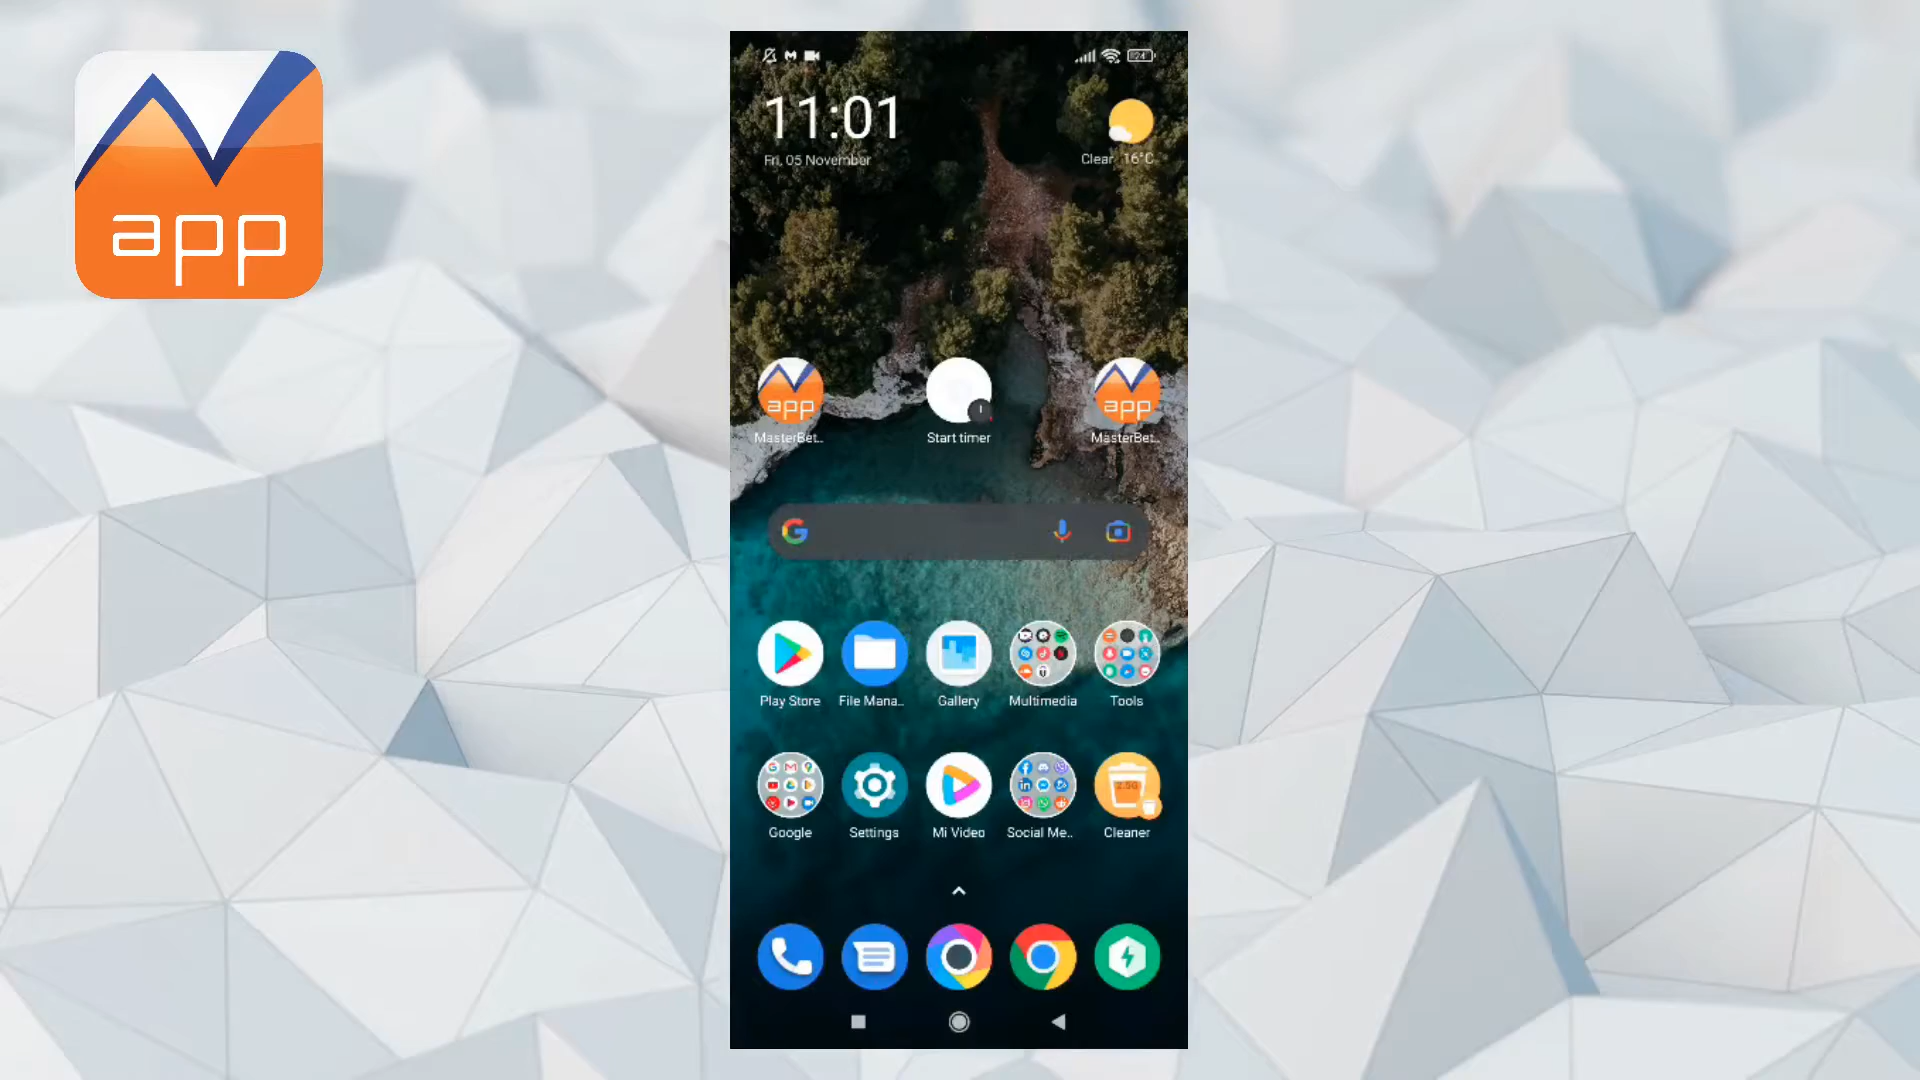 app
11:01
Fri, 05 November
Clear 16°C
app
app
MasterBet..
Start timer
MasterBet..
Play Store
File Mana..
Gallery
Multimedia
Tools
Google
Settings
Mi Video
Social Me..
Cleaner